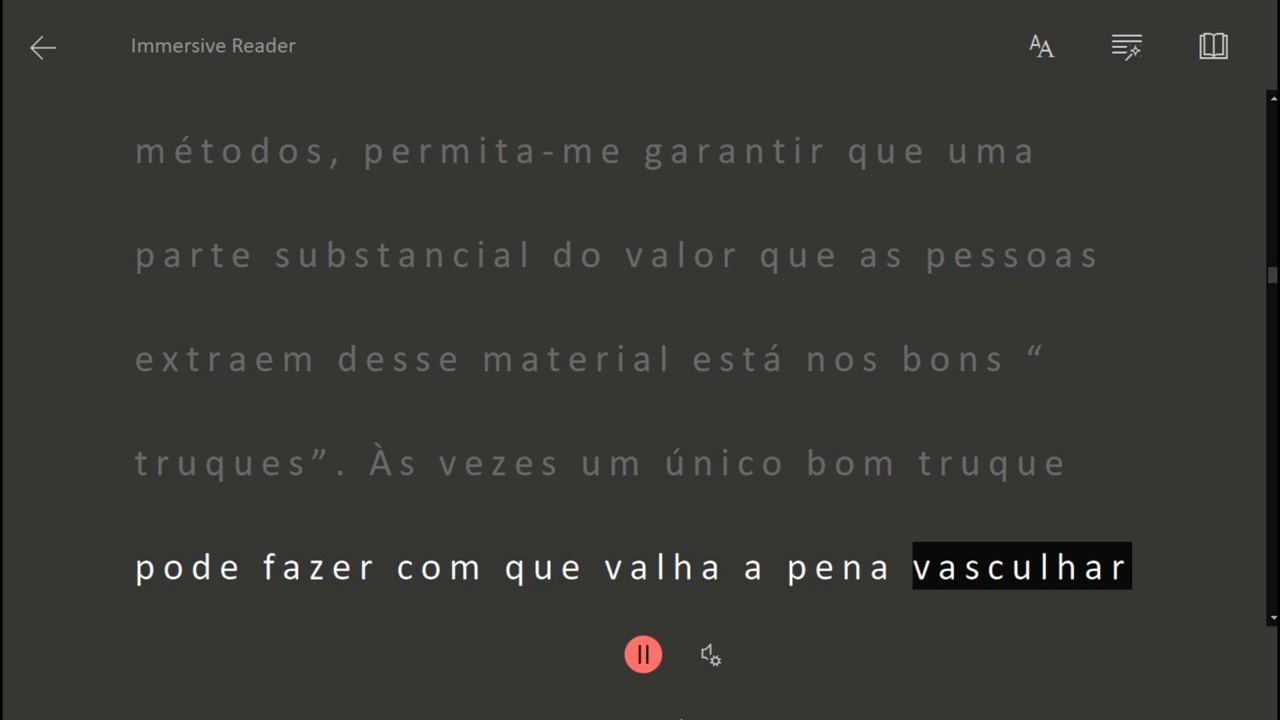 Immersive Reader
métodos, permita-me garantir que uma
parte substancial do valor que as pessoas
extraem desse material está nos bons “
truques”. Às vezes um único bom truque
pode fazer com que valha a pena vasculhar